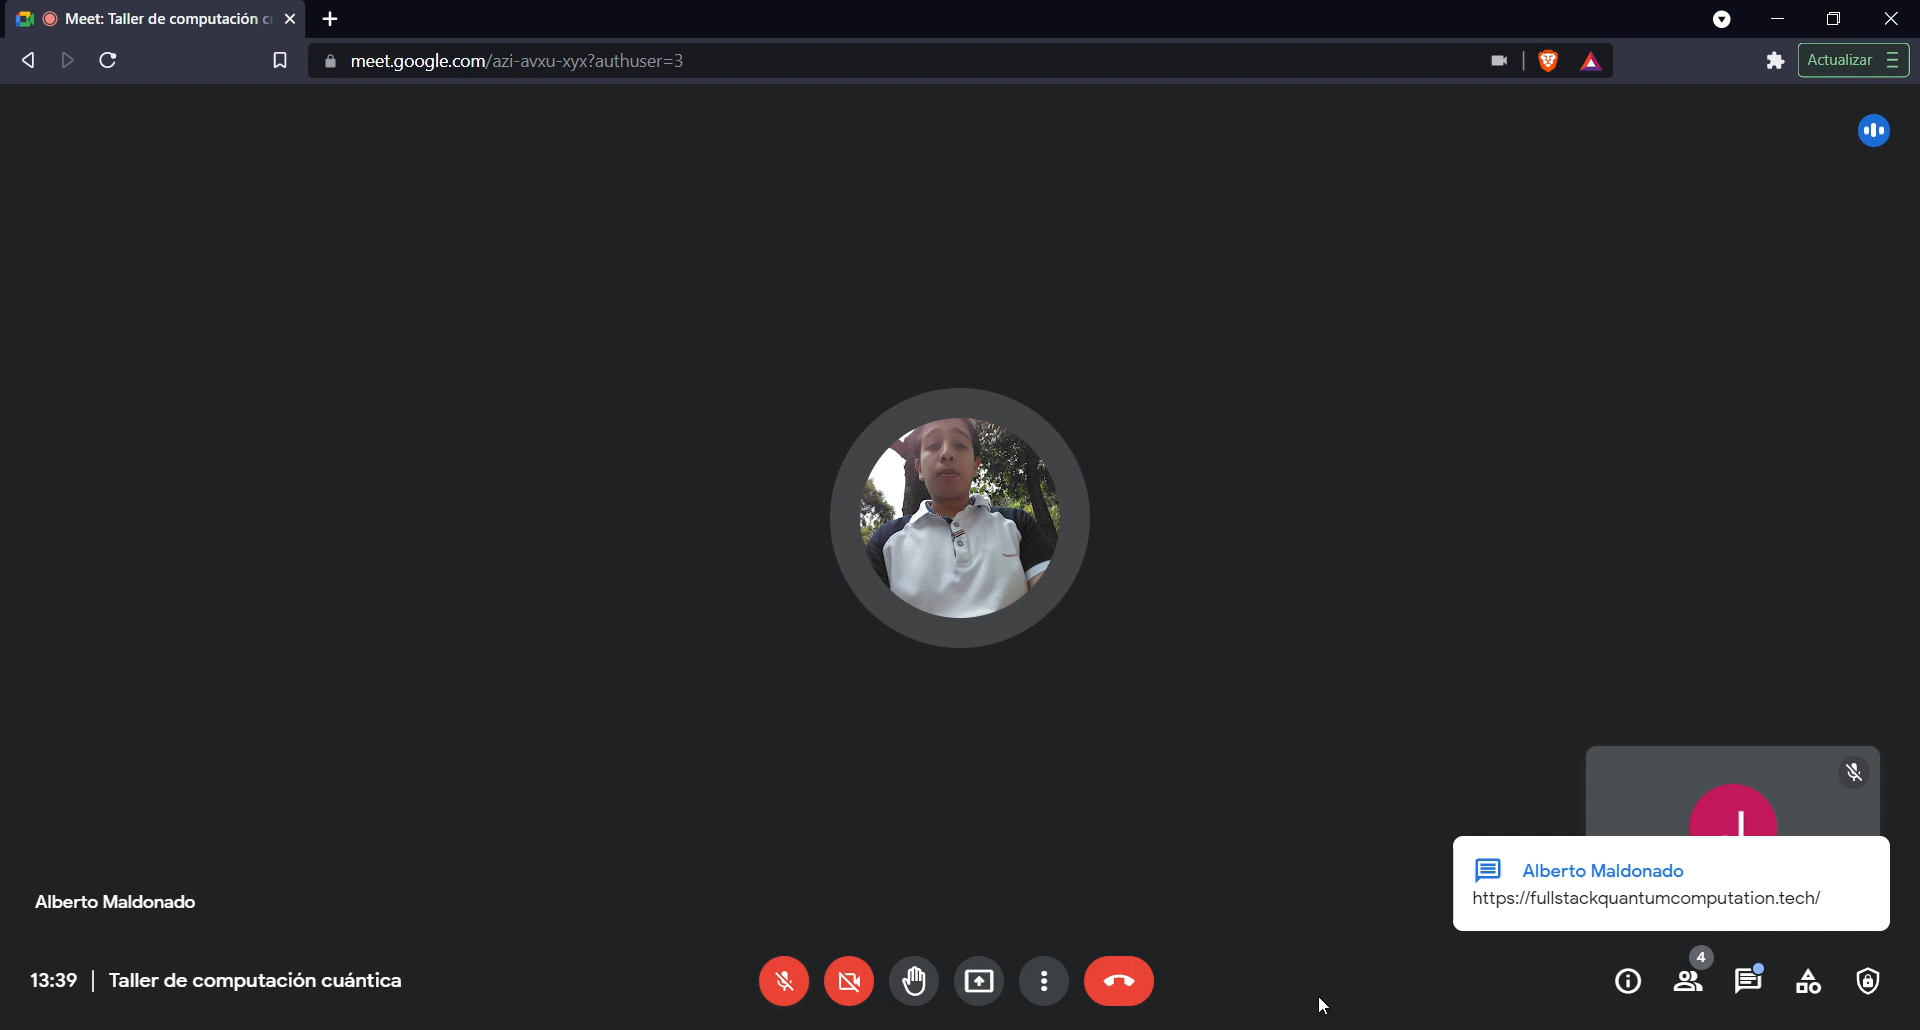 Meet: Taller de computación c
meet.google.com/azi-avxu-xyx?authuser=3
Actualizar
J
Alberto Maldonado
https://fullstackquantumcomputation.tech/
Alberto Maldonado
13:39 | Taller de computación cuántica
4